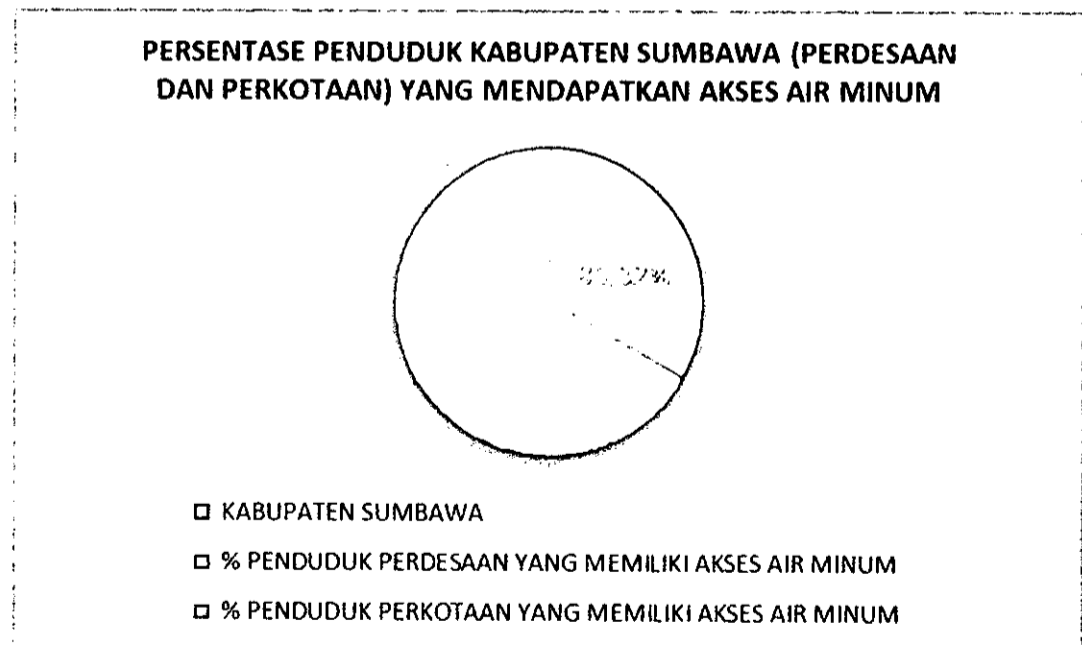 PERSENTASE PENDUDUK KABUPATEN SUMBAWA (PERDESAAN
DAN PERKOTAAN) YANG MENDAPATKAN AKSES AIR MINUM
KABUPATEN SUMBAWA
% PENDUDUK PERDESAAN YANG MEMILIKI AKSES AIR MINUM
% PENDUDUK PERKOTAAN YANG MEMILIKI AKSES AIR MINUM